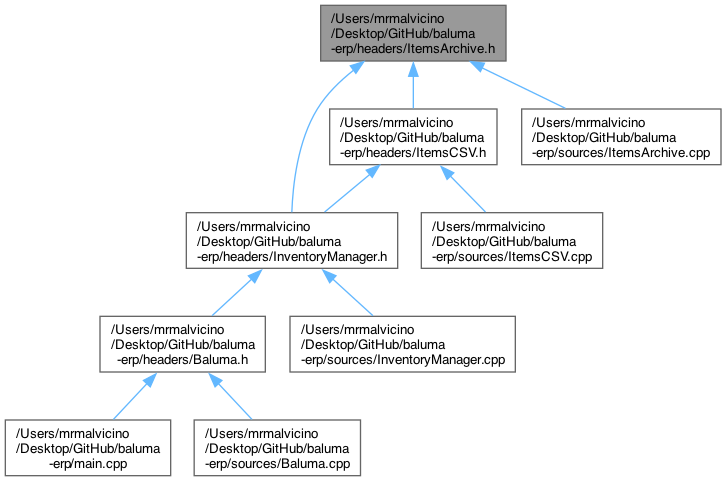 /Users/mrmalvicino
/Desktop/GitHub/baluma
-erp/headers/ItemsArchive.h
/Users/mrmalvicino
/Desktop/GitHub/baluma
-erp/headers/ItemsCSV.h
/Users/mrmalvicino
/Desktop/GitHub/baluma
-erp/sources/ItemsArchive.cpp
/Users/mrmalvicino
/Desktop/GitHub/baluma
-erp/headers/InventoryManager.h
/Users/mrmalvicino
/Desktop/GitHub/baluma
-erp/sources/ItemsCSV.cpp
/Users/mrmalvicino
/Desktop/GitHub/baluma
-erp/headers/Baluma.h
/Users/mrmalvicino
/Desktop/GitHub/baluma
-erp/sources/InventoryManager.cpp
/Users/mrmalvicino
/Desktop/GitHub/baluma
-erp/main.cpp
/Users/mrmalvicino
/Desktop/GitHub/baluma
-erp/sources/Baluma.cpp